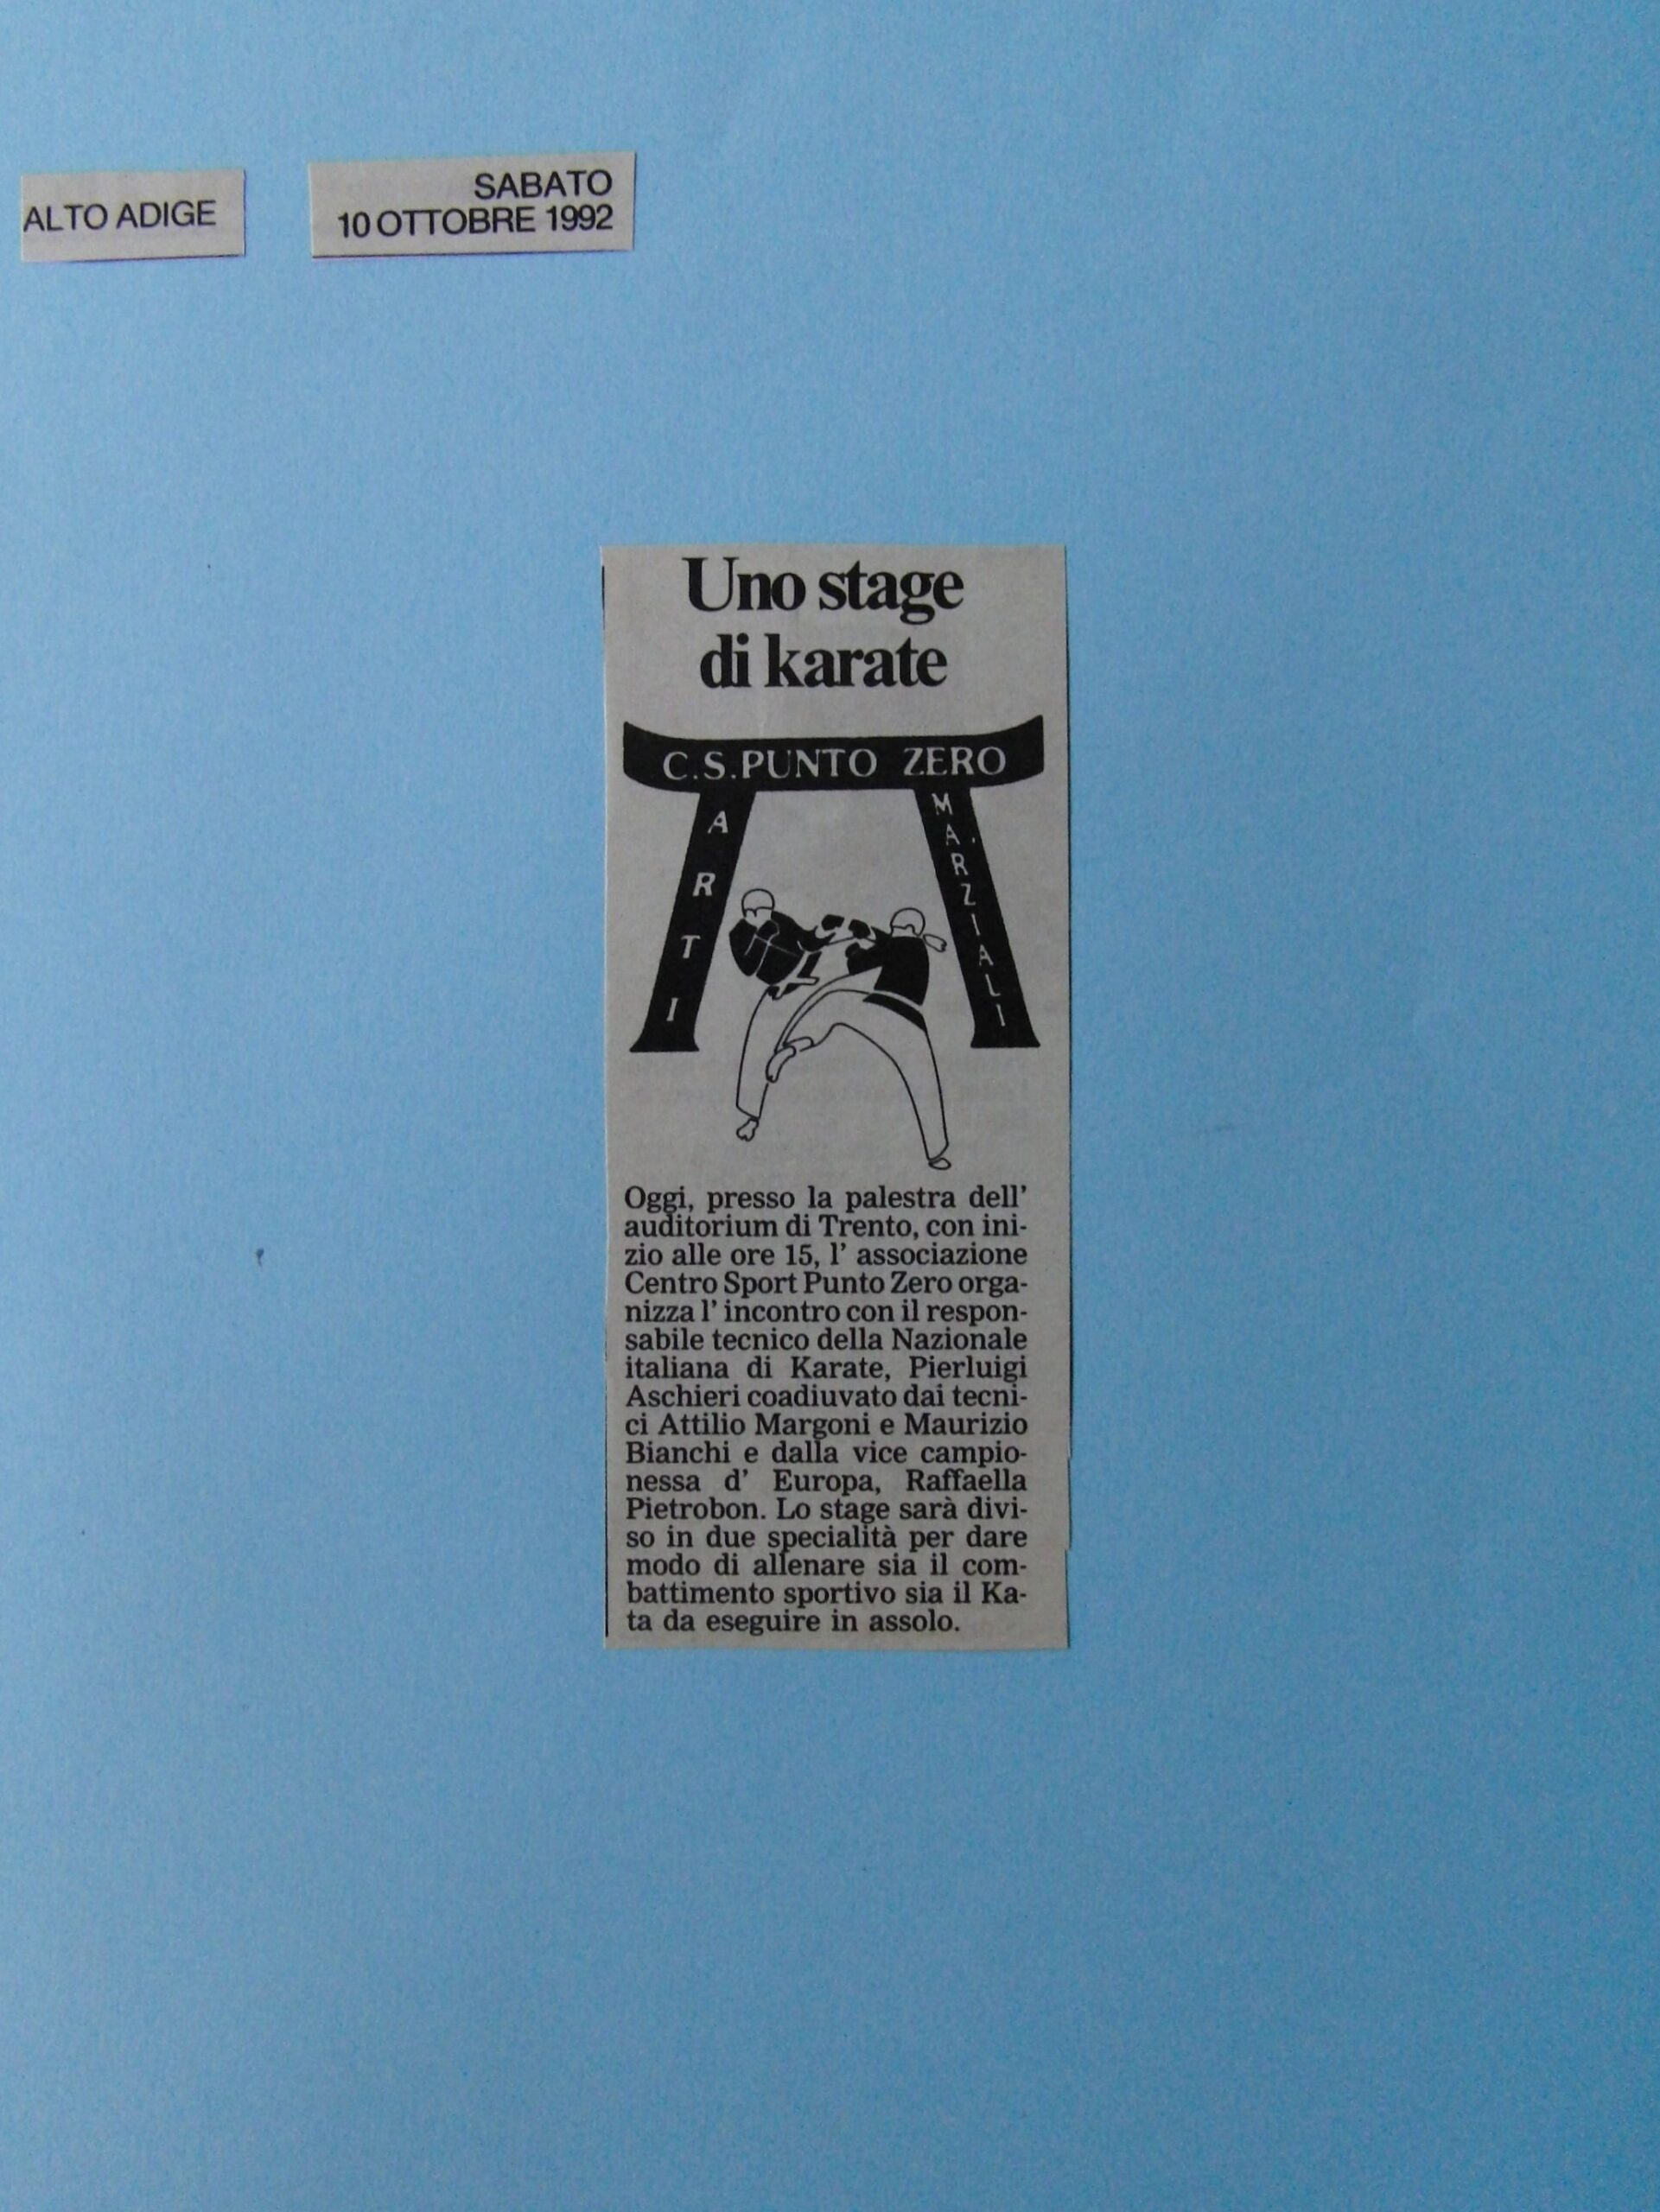 ALTO ADIGE
SABATO
10 OTTOBRE 1992
Uno stage
di karate
C.S.PUNTO ZERO
ARTI
MARZIALI
Oggi, presso la palestra dell'
auditorium di Trento, con ini-
zio alle ore 15, l' associazione
Centro Sport Punto Zero orga-
nizza l' incontro con il respon-
sabile tecnico della Nazionale
italiana di Karate, Pierluigi
Aschieri coadiuvato dai tecni-
ci Attilio Margoni e Maurizio
Bianchi e dalla vice campio-
nessa d' Europa, Raffaella
Pietrobon. Lo stage sarà divi-
so in due specialità per dare
modo di allenare sia il com-
battimento sportivo sia il Ka-
ta da eseguire in assolo.